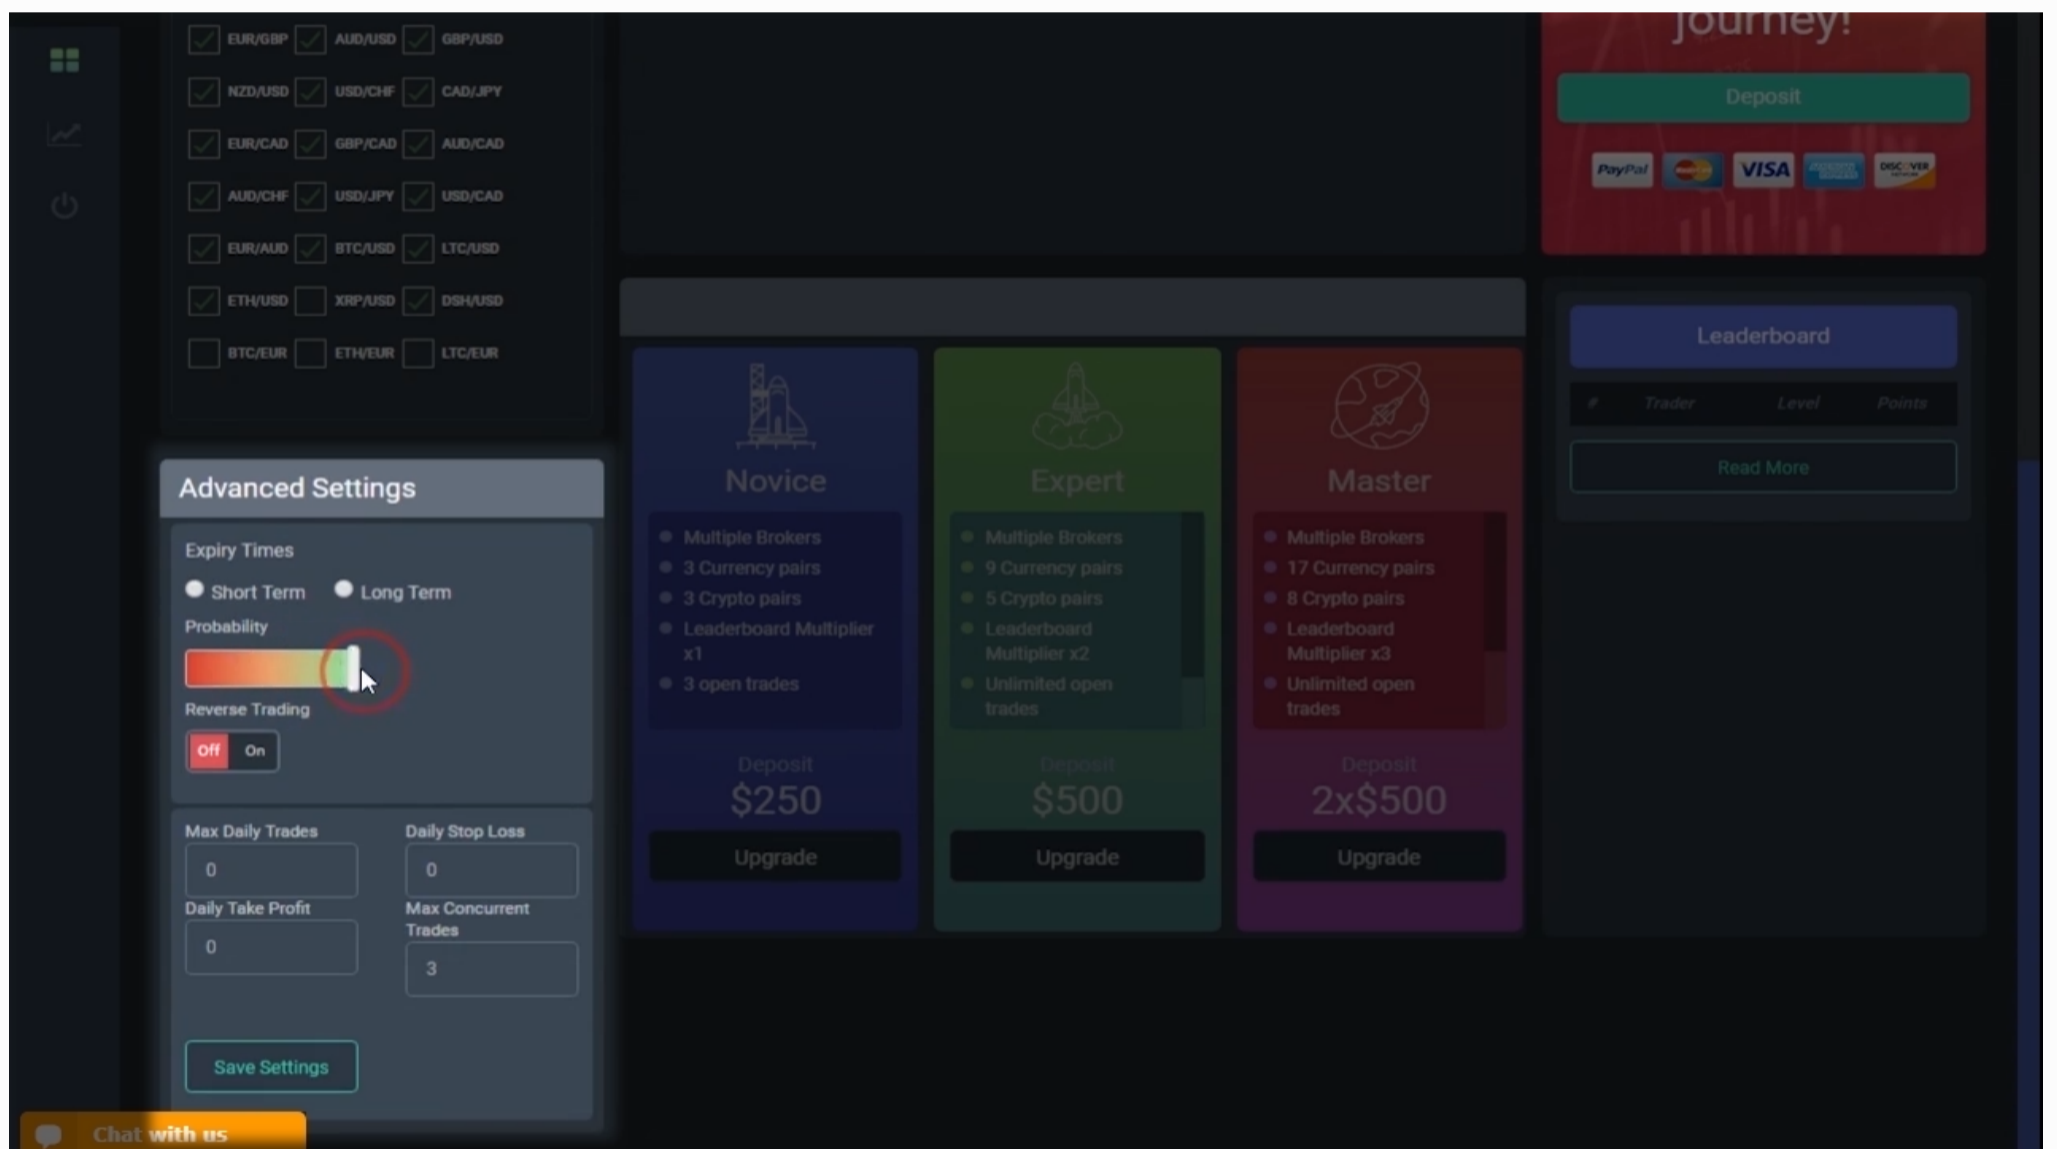 journey!
EUR/GBP AUD/USD GBP/USD
NZD/USD USD/CHF CAD/JPY
EUR/CAD GBP/CAD AUD/CAD
AUD/CHF USD/JPY USD/CAD
EUR/AUD BTC/USD LTC/USD
ETH/USD XRP/USD DSH/USD
BTC/EUR ETH/EUR LTC/EUR
Deposit
PayPal MasterCard VISA AMERICAN EXPRESS DISCOVER NETWORK
Advanced Settings
Expiry Times
Short Term Long Term
Probability
Reverse Trading
Off On
Max Daily Trades Daily Stop Loss
0 0
Daily Take Profit Max Concurrent
Trades
0
3
Save Settings
Chat with us
Novice
Multiple Brokers
3 Currency pairs
3 Crypto pairs
Leaderboard Multiplier
x1
3 open trades
Deposit
$250
Upgrade
Expert
Multiple Brokers
9 Currency pairs
5 Crypto pairs
Leaderboard
Multiplier x2
Unlimited open
trades
Deposit
$500
Upgrade
Master
Multiple Brokers
17 Currency pairs
8 Crypto pairs
Leaderboard
Multiplier x3
Unlimited open
trades
Deposit
2x$500
Upgrade
Leaderboard
# Trader Level Points
Read More